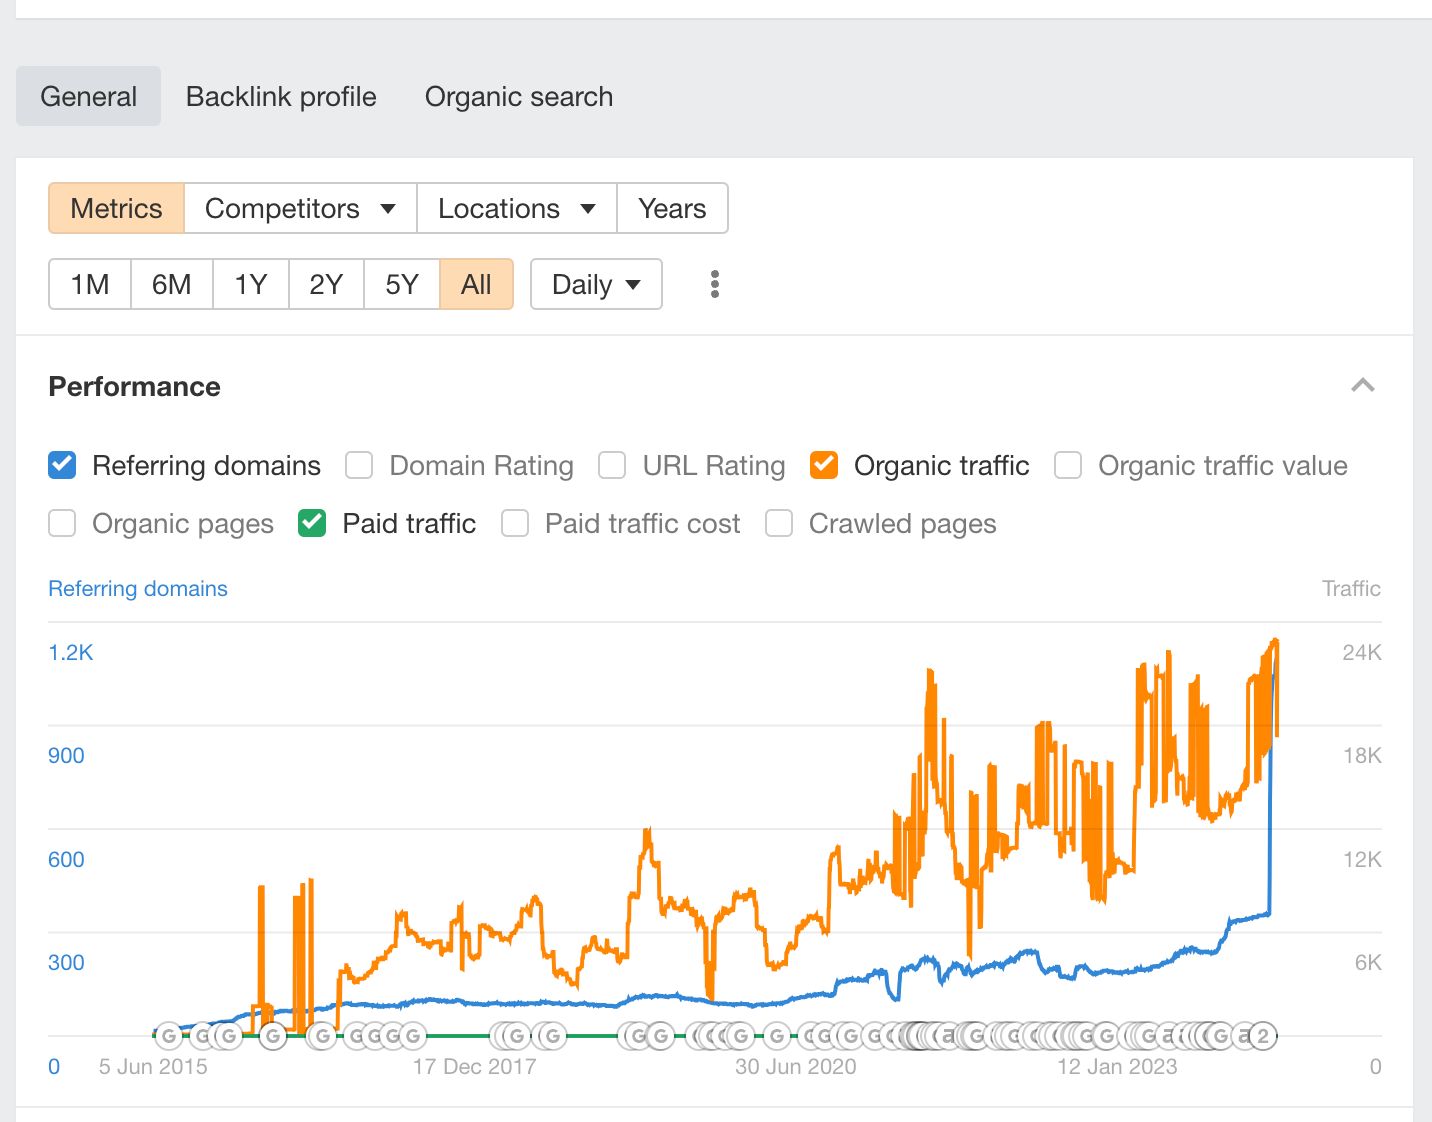 General Backlink profile Organic search
Metrics Competitors Locations Years
1M 6M 1Y 2Y 5Y All Daily
Performance
Referring domains Domain Rating URL Rating Organic traffic Organic traffic value
Organic pages Paid traffic Paid traffic cost Crawled pages
Referring domains Traffic
1.2K 24K
900 18K
600 12K
300 6K
G G G G G G G G G G G G G G G G G G G G a G G G G a G a 2
0 5 Jun 2015 17 Dec 2017 30 Jun 2020 12 Jan 2023 0